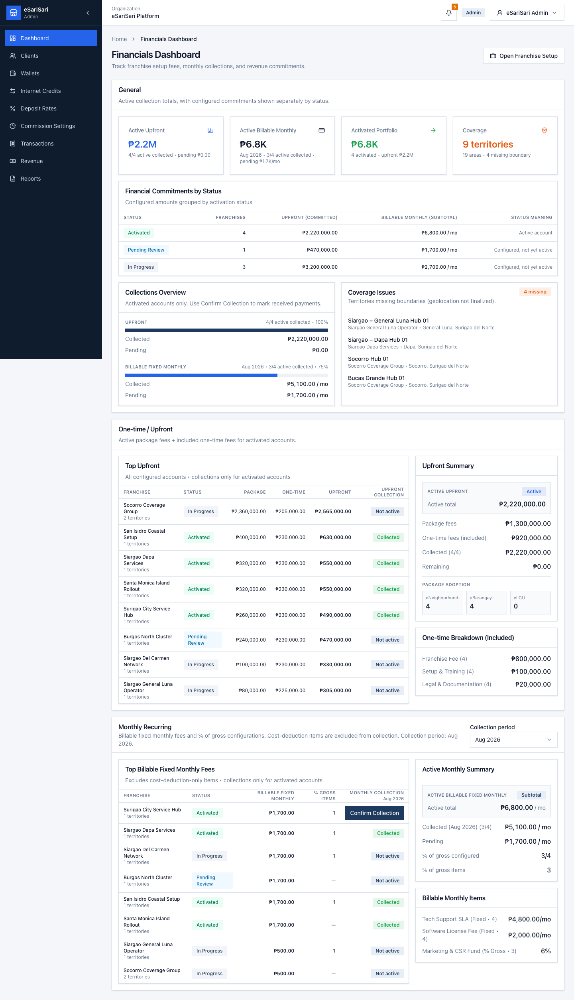 eSariSari
Admin
Dashboard
Clients
Wallets
Internet Credits
Deposit Rates
Commission Settings
Transactions
Revenue
Reports
Organization
eSariSari Platform
5
Admin
eSariSari Admin
Home > Financials Dashboard
Financials Dashboard
Track franchise setup fees, monthly collections, and revenue commitments.
Open Franchise Setup
General
Active collection totals, with configured commitments shown separately by status.
Active Upfront
₱2.2M
4/4 active collected • pending ₱0.00
Active Billable Monthly
₱6.8K
Aug 2026 • 3/4 active collected •
pending ₱1.7K/mo
Activated Portfolio
₱6.8K
4 activated • upfront ₱2.2M
Coverage
9 territories
19 areas • 4 missing boundary
Financial Commitments by Status
Configured amounts grouped by activation status
STATUS FRANCHISES UPFRONT (COMMITTED) BILLABLE MONTHLY (SUBTOTAL) STATUS MEANING
Activated 4 ₱2,220,000.00 ₱6,800.00 / mo Active account
Pending Review 1 ₱470,000.00 ₱1,700.00 / mo Configured, not yet active
In Progress 3 ₱3,200,000.00 ₱2,700.00 / mo Configured, not yet active
Collections Overview
Activated accounts only. Use Confirm Collection to mark received payments.
UPFRONT 4/4 active collected • 100%
Collected ₱2,220,000.00
Pending ₱0.00
BILLABLE FIXED MONTHLY Aug 2026 • 3/4 active collected • 75%
Collected ₱5,100.00 / mo
Pending ₱1,700.00 / mo
Coverage Issues 4 missing
Territories missing boundaries (geolocation not finalized).
Siargao – General Luna Hub 01
Siargao General Luna Operator • General Luna, Surigao del Norte
Siargao – Dapa Hub 01
Siargao Dapa Services • Dapa, Surigao del Norte
Socorro Hub 01
Socorro Coverage Group • Socorro, Surigao del Norte
Bucas Grande Hub 01
Socorro Coverage Group • Socorro, Surigao del Norte
One-time / Upfront
Active package fees + included one-time fees for activated accounts.
Top Upfront
All configured accounts • collections only for activated accounts
FRANCHISE STATUS PACKAGE ONE-TIME UPFRONT UPFRONT
COLLECTION
Socorro Coverage
Group
2 territories
In Progress ₱2,360,000.00 ₱205,000.00 ₱2,565,000.00 Not active
San Isidro Coastal
Setup
1 territories
Activated ₱400,000.00 ₱230,000.00 ₱630,000.00 Collected
Siargao Dapa
Services
1 territories
Activated ₱320,000.00 ₱230,000.00 ₱550,000.00 Collected
Santa Monica Island
Rollout
1 territories
Activated ₱320,000.00 ₱230,000.00 ₱550,000.00 Collected
Surigao City Service
Hub
1 territories
Activated ₱260,000.00 ₱230,000.00 ₱490,000.00 Collected
Burgos North Cluster
1 territories
Pending
Review
₱240,000.00 ₱230,000.00 ₱470,000.00 Not active
Siargao Del Carmen
Network
1 territories
In Progress ₱100,000.00 ₱230,000.00 ₱330,000.00 Not active
Siargao General Luna
Operator
1 territories
In Progress ₱80,000.00 ₱225,000.00 ₱305,000.00 Not active
Upfront Summary
ACTIVE UPFRONT Active
Active total ₱2,220,000.00
Package fees ₱1,300,000.00
One-time fees (included) ₱920,000.00
Collected (4/4) ₱2,220,000.00
Remaining ₱0.00
PACKAGE ADOPTION
eNeighborhood
4
eBarangay
4
eLGU
0
One-time Breakdown (Included)
Franchise Fee (4) ₱800,000.00
Setup & Training (4) ₱100,000.00
Legal & Documentation (4) ₱20,000.00
Monthly Recurring
Billable fixed monthly fees and % of gross configurations. Cost-deduction items are excluded from collection. Collection period: Aug
2026.
Collection period
Aug 2026
Top Billable Fixed Monthly Fees
Excludes cost-deduction-only items • collections only for activated accounts
FRANCHISE STATUS BILLABLE FIXED
MONTHLY
% GROSS
ITEMS
MONTHLY COLLECTION
Aug 2026
Surigao City Service Hub
1 territories
Activated ₱1,700.00 1 Confirm Collection
Siargao Dapa Services
1 territories
Activated ₱1,700.00 1 Collected
Siargao Del Carmen
Network
1 territories
In Progress ₱1,700.00 1 Not active
Burgos North Cluster
1 territories
Pending
Review
₱1,700.00 — Not active
San Isidro Coastal Setup
1 territories
Activated ₱1,700.00 1 Collected
Santa Monica Island
Rollout
1 territories
Activated ₱1,700.00 — Collected
Siargao General Luna
Operator
1 territories
In Progress ₱500.00 1 Not active
Socorro Coverage Group
2 territories
In Progress ₱500.00 — Not active
Active Monthly Summary
ACTIVE BILLABLE FIXED MONTHLY Subtotal
Active total ₱6,800.00 / mo
Collected (Aug 2026) (3/4) ₱5,100.00 / mo
Pending ₱1,700.00 / mo
% of gross configured 3/4
% of gross items 3
Billable Monthly Items
Tech Support SLA (Fixed • 4) ₱4,800.00/mo
Software License Fee (Fixed •
4)
₱2,000.00/mo
Marketing & CSR Fund (% Gross • 3) 6%